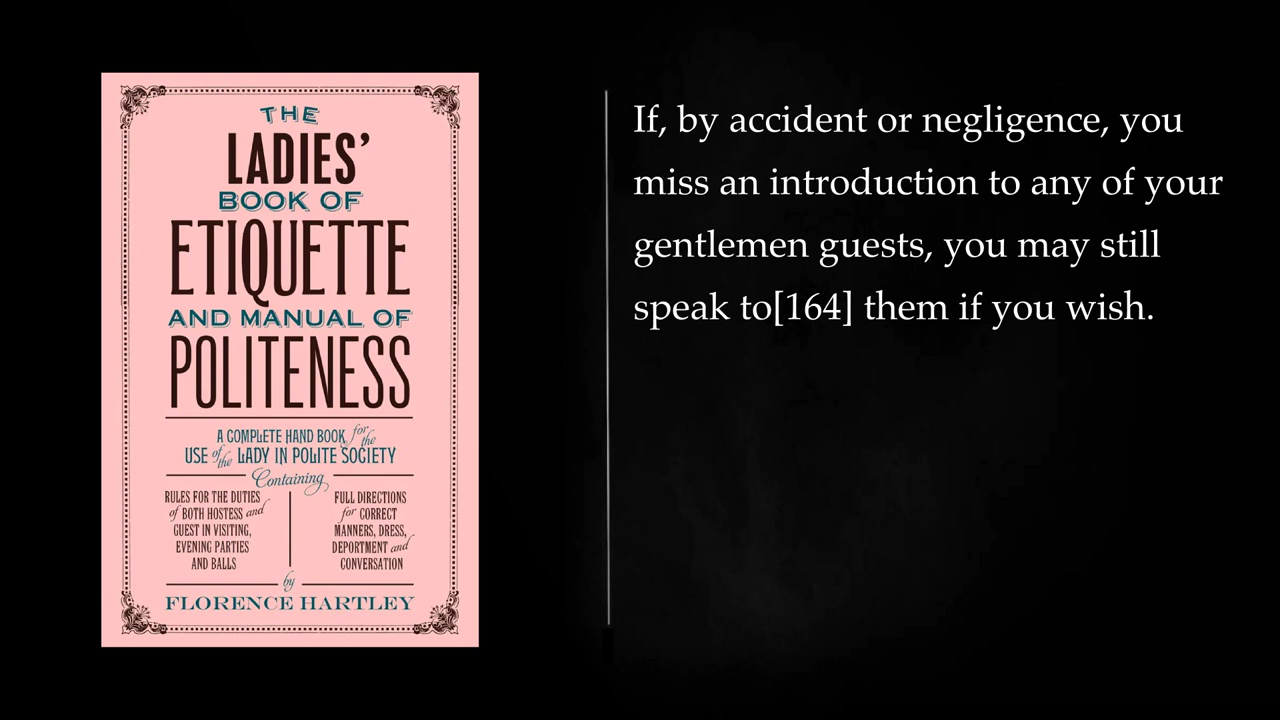 THE
LADIES'
BOOK OF
ETIQUETTE
AND MANUAL OF
POLITENESS
A COMPLETE HAND BOOK for the
USE of the LADY IN POLITE SOCIETY
Containing
RULES FOR THE DUTIES
of BOTH HOSTESS and
GUEST IN VISITING,
EVENING PARTIES
AND BALLS
FULL DIRECTIONS
for CORRECT
MANNERS, DRESS,
DEPORTMENT and
CONVERSATION
by
FLORENCE HARTLEY
If, by accident or negligence, you
miss an introduction to any of your
gentlemen guests, you may still
speak to[164] them if you wish.